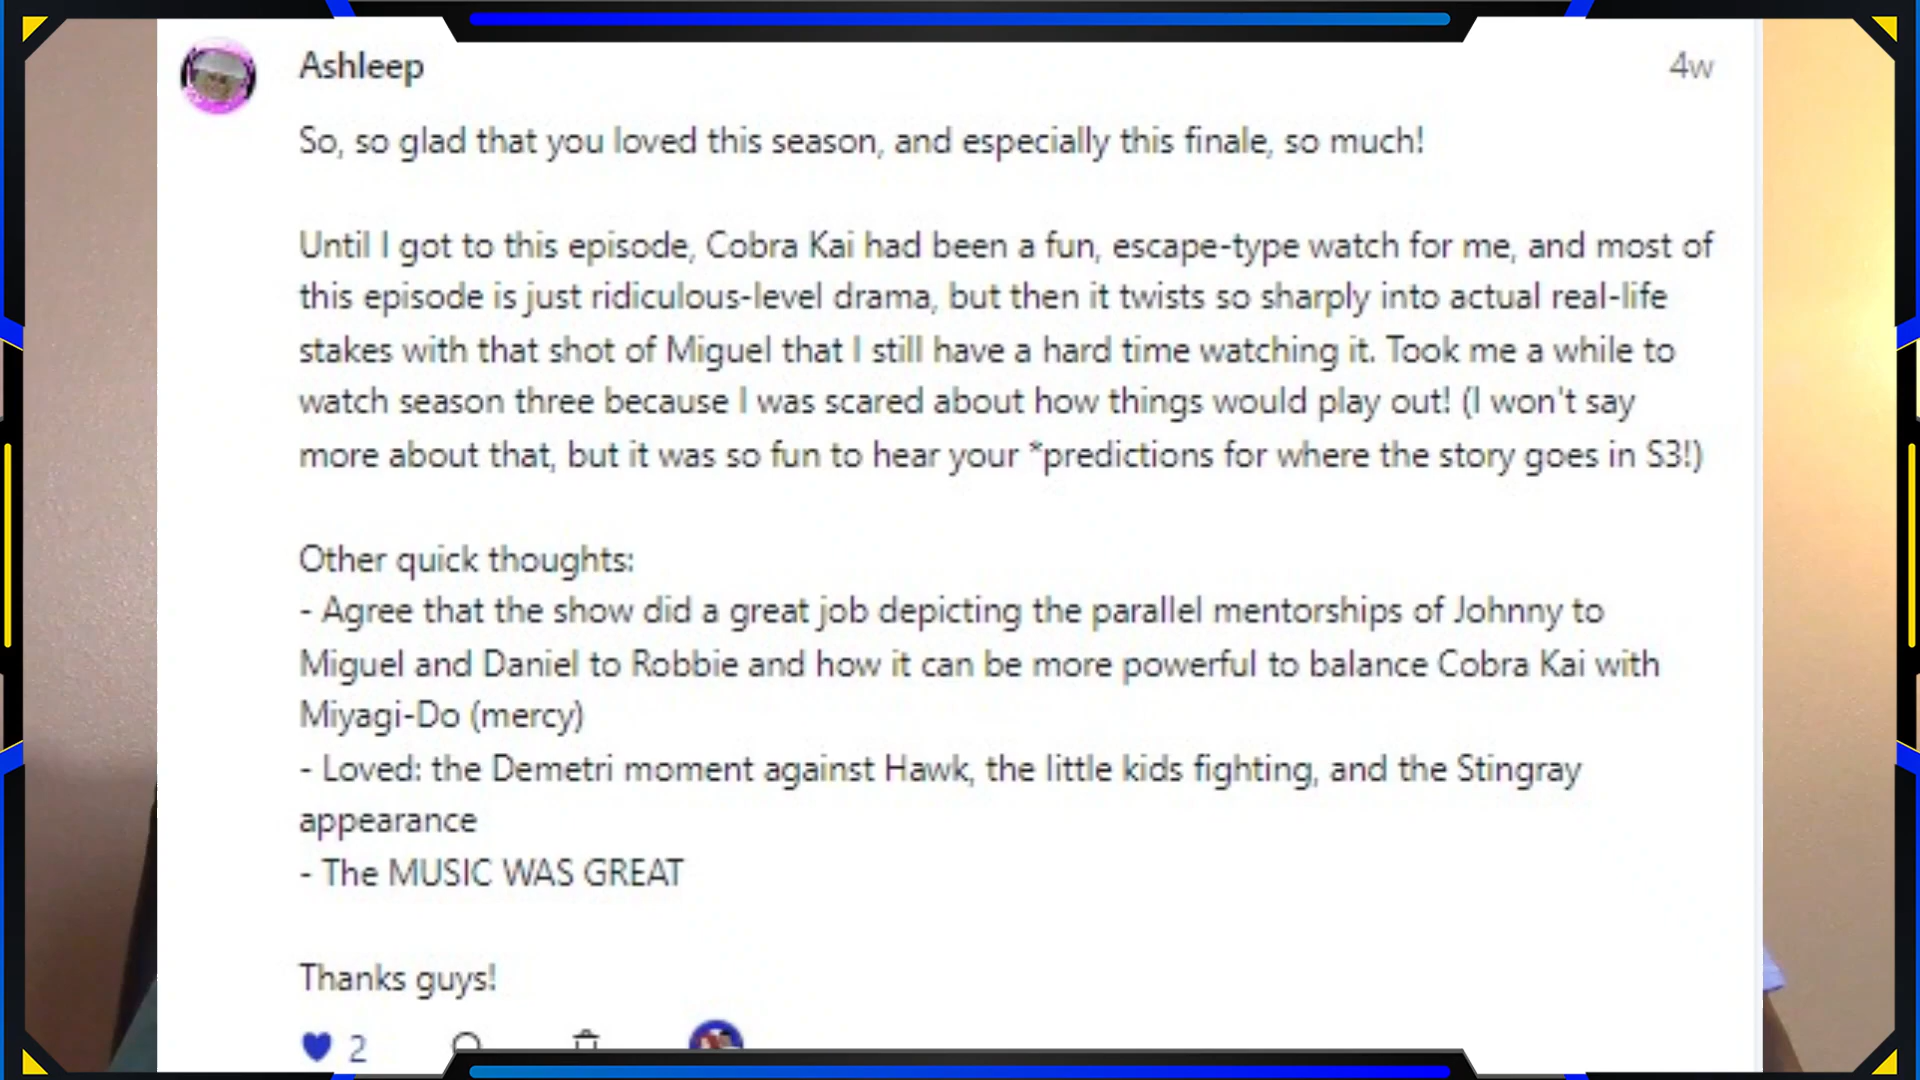 Ashleep
4w
So, so glad that you loved this season, and especially this finale, so much!
Until I got to this episode, Cobra Kai had been a fun, escape-type watch for me, and most of
this episode is just ridiculous-level drama, but then it twists so sharply into actual real-life
stakes with that shot of Miguel that I still have a hard time watching it. Took me a while to
watch season three because I was scared about how things would play out! (I won't say
more about that, but it was so fun to hear your *predictions for where the story goes in S3!)
Other quick thoughts:
- Agree that the show did a great job depicting the parallel mentorships of Johnny to
Miguel and Daniel to Robbie and how it can be more powerful to balance Cobra Kai with
Miyagi-Do (mercy)
- Loved: the Demetri moment against Hawk, the little kids fighting, and the Stingray
appearance
- The MUSIC WAS GREAT
Thanks guys!
2